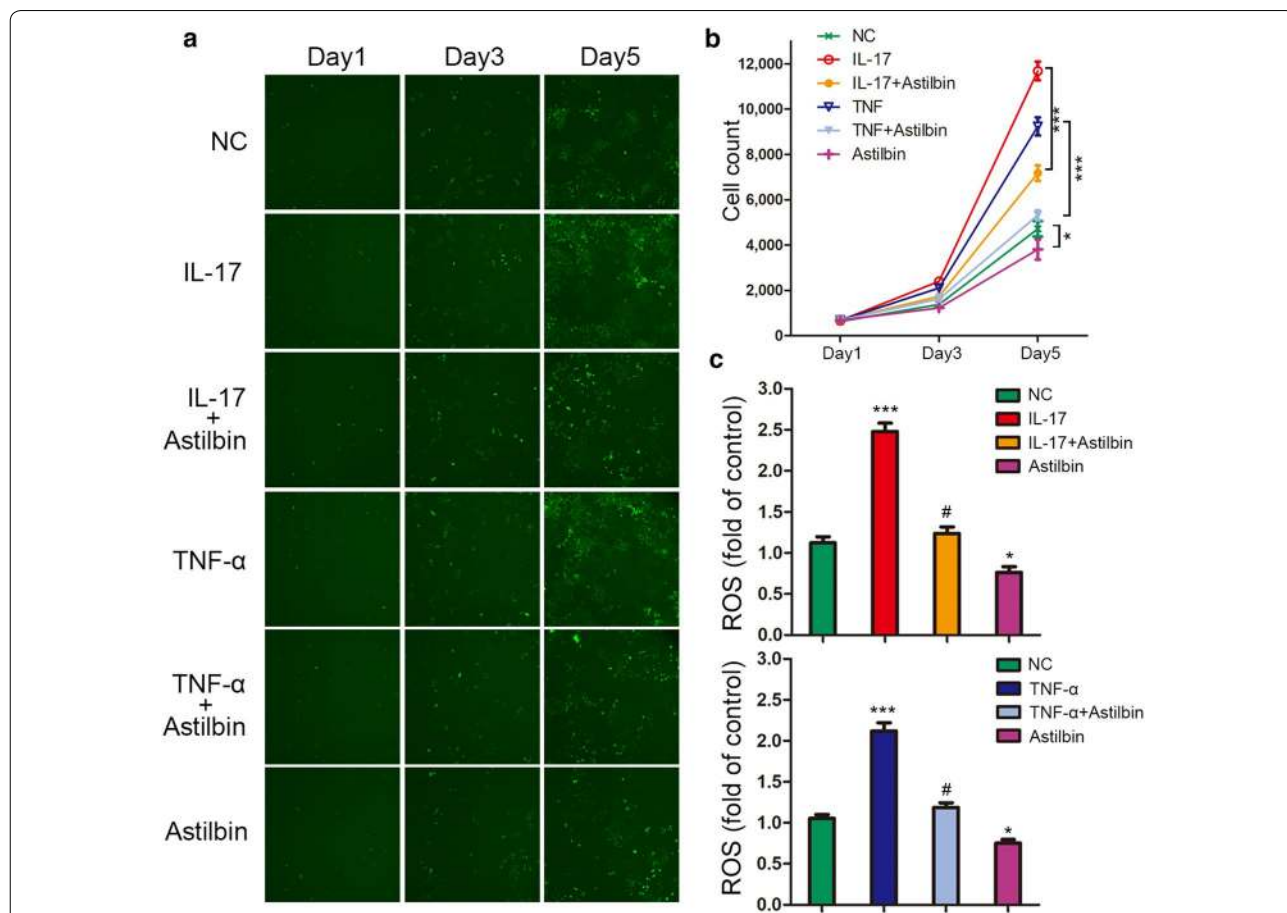 a
Day1 Day3 Day5
NC
IL-17
IL-17
+
Astilbin
TNF-α
TNF-α
+
Astilbin
Astilbin
b
NC
IL-17
IL-17+Astilbin
TNF
TNF+Astilbin
Astilbin
Cell count
12,000
10,000
8,000
6,000
4,000
2,000
0
***
***
*
Day1 Day3 Day5
c
ROS (fold of control)
3.0
2.5
2.0
1.5
1.0
0.5
0.0
***
#
*
NC
IL-17
IL-17+Astilbin
Astilbin
ROS (fold of control)
3.0
2.5
2.0
1.5
1.0
0.5
0.0
***
#
*
NC
TNF-α
TNF-α+Astilbin
Astilbin